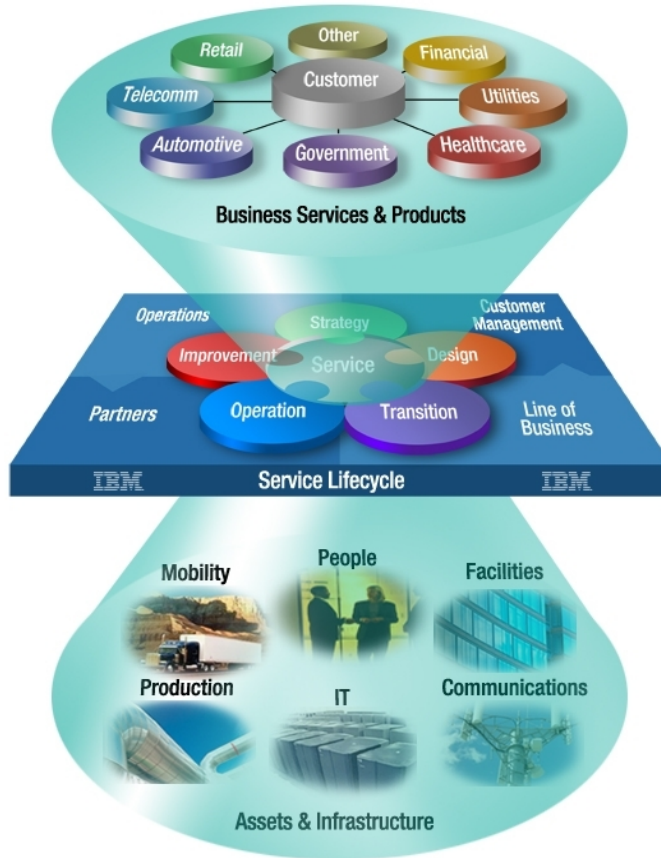 Other
Retail
Financial
Customer
Telecomm
Utilities
Automotive
Government
Healthcare
Business Services & Products
Operations
Customer
Management
Strategy
Improvement
Service
Design
Partners
Operation
Transition
Line of
Business
IBM
Service Lifecycle
IBM
People
Mobility
Facilities
Production
IT
Communications
Assets & Infrastructure